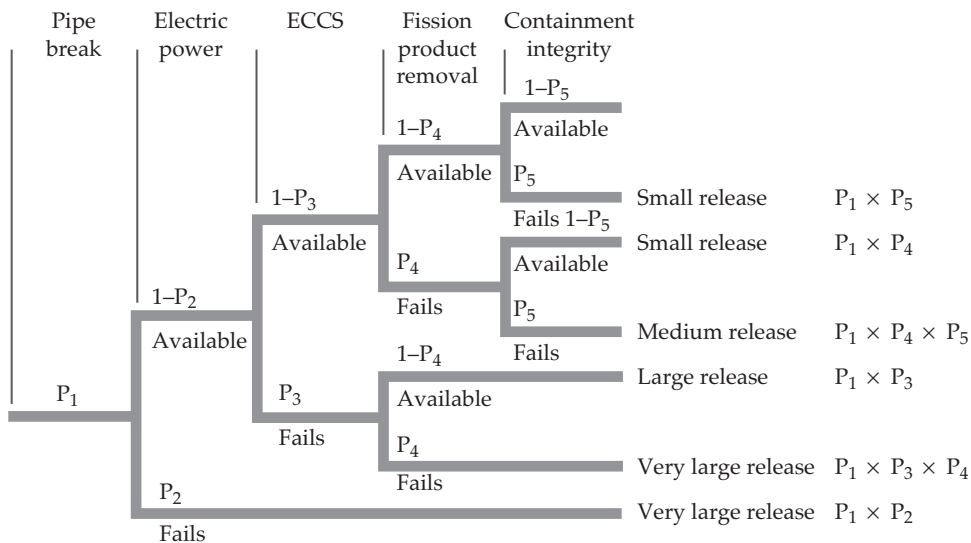 Pipe break
Electric power
ECCS
Fission product removal
Containment integrity
1–P5
Available
1–P4
Available
P5
Small release P1 × P5
Fails 1–P5
1–P3
Available
Small release P1 × P4
Available
P4
Fails
P5
1–P2
Available
Medium release P1 × P4 × P5
Fails
1–P4
Large release P1 × P3
Available
P1
P3
Fails
P4
Very large release P1 × P3 × P4
Fails
P2
Very large release P1 × P2
Fails